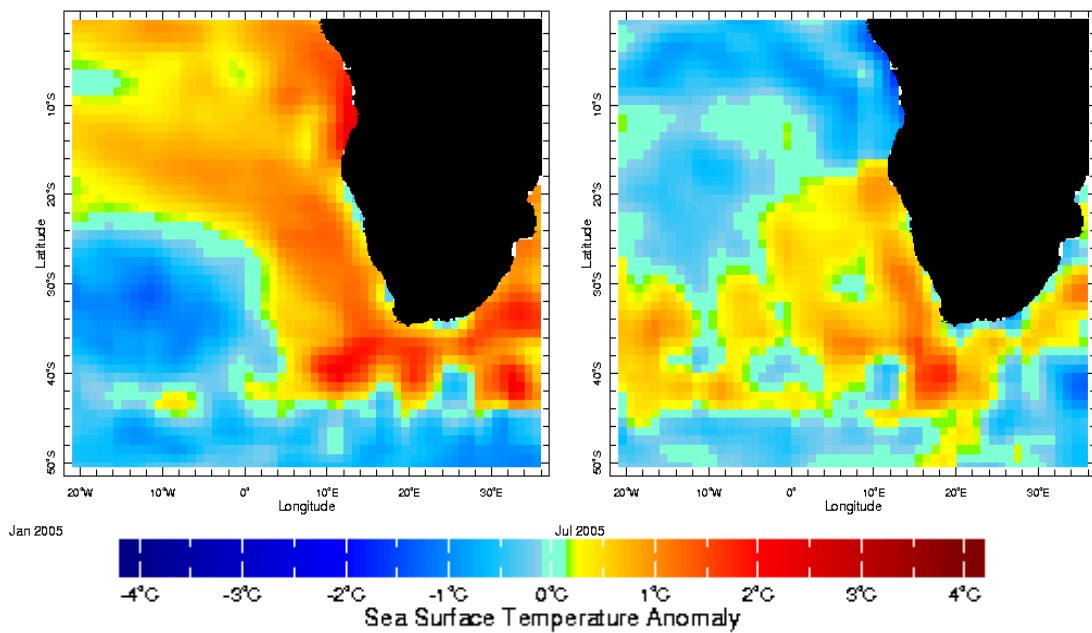 10°S
20°S
30°S
40°S
50°S
Latitude
20°W
10°W
0°
10°E
20°E
30°E
Longitude
10°S
20°S
30°S
40°S
50°S
Latitude
20°W
10°W
0°
10°E
20°E
30°E
Longitude
Jan 2005
Jul 2005
-4°C -3°C -2°C -1°C 0°C 1°C 2°C 3°C 4°C
Sea Surface Temperature Anomaly